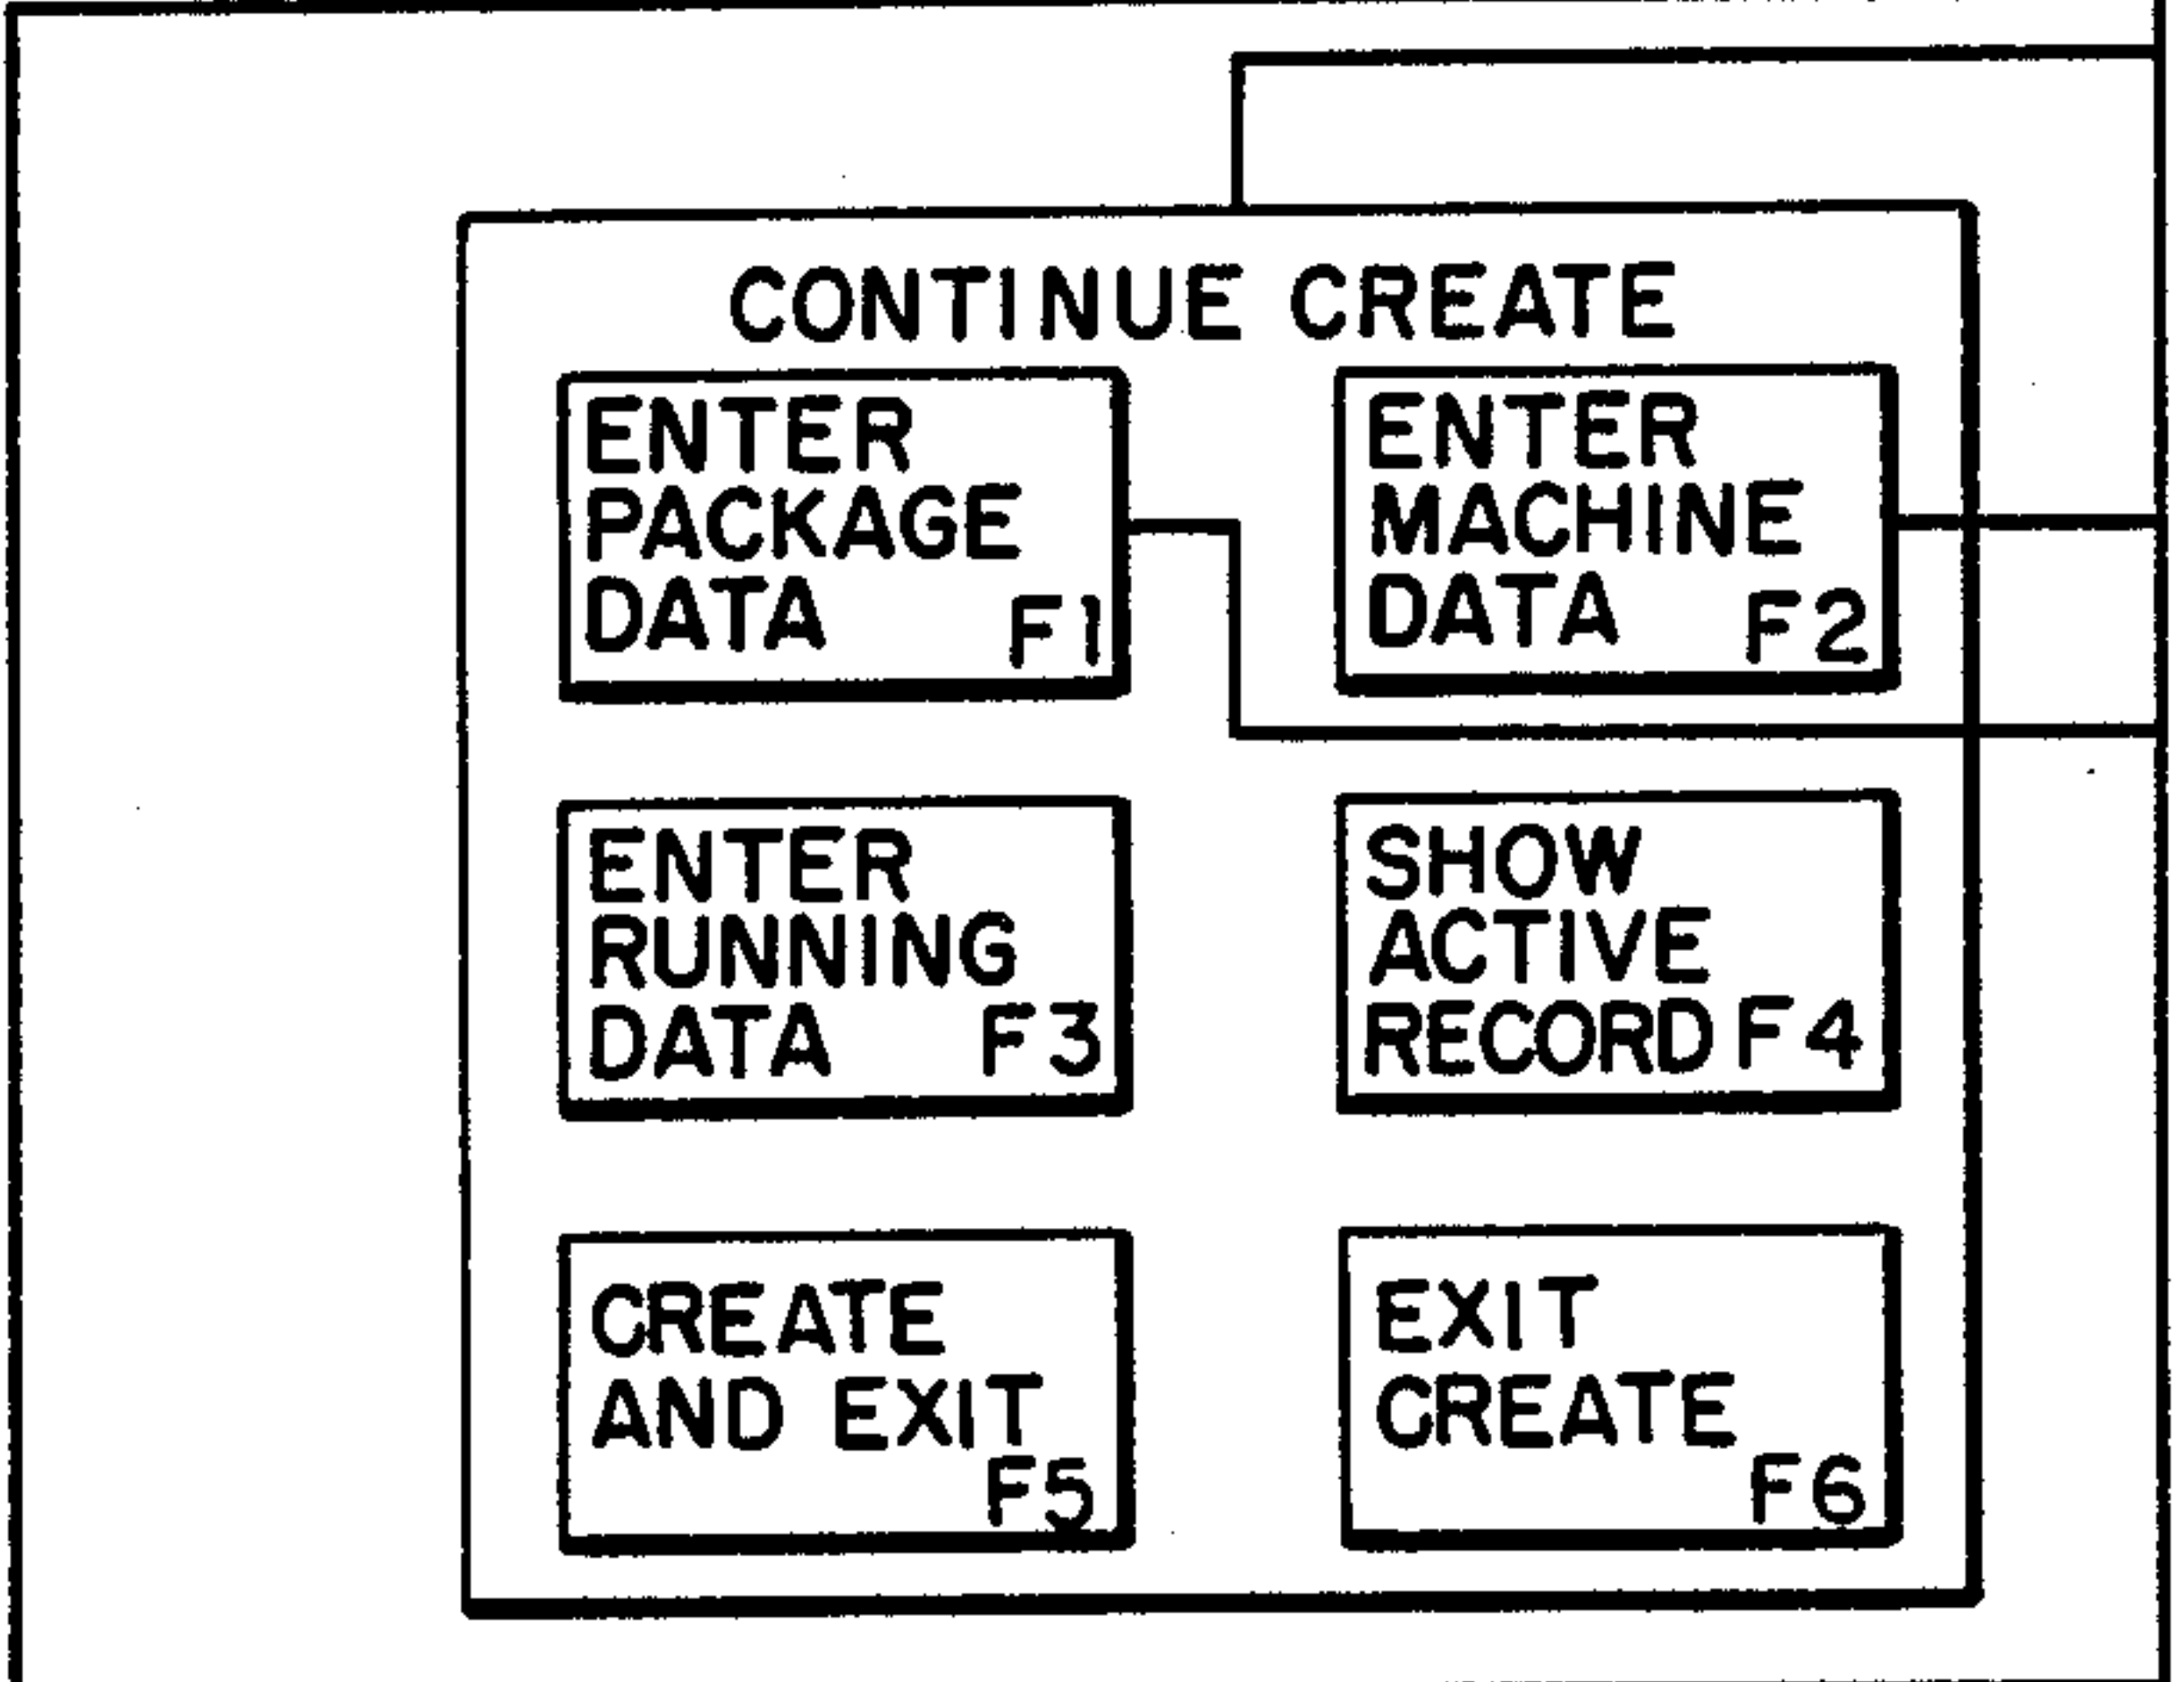 CONTINUE CREATE
ENTER
PACKAGE
DATA F1
ENTER
MACHINE
DATA F2
ENTER
RUNNING
DATA F3
SHOW
ACTIVE
RECORD F4
CREATE
AND EXIT
F5
EXIT
CREATE
F6